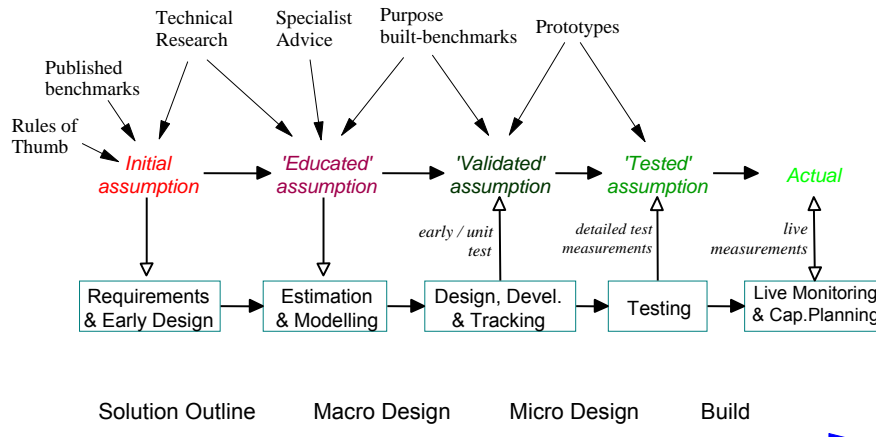 Technical
Research
Specialist
Advice
Purpose
built-benchmarks
Prototypes
Published
benchmarks
Rules of
Thumb
Initial
assumption
'Educated'
assumption
'Validated'
assumption
'Tested'
assumption
Actual
early / unit
test
detailed test
measurements
live
measurements
Requirements
& Early Design
Estimation
& Modelling
Design, Devel.
& Tracking
Testing
Live Monitoring
& Cap.Planning
Solution Outline
Macro Design
Micro Design
Build